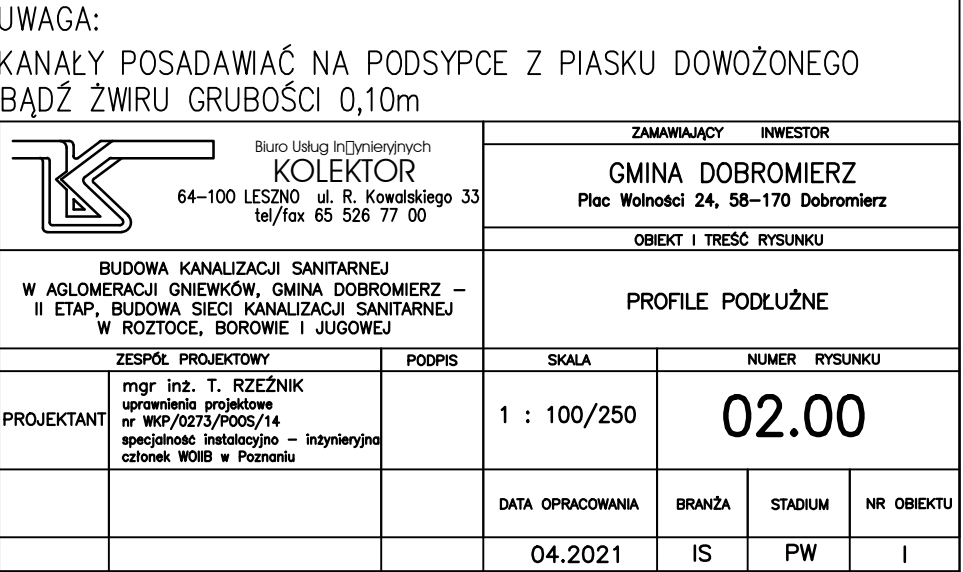 UWAGA:
KANAŁY POSADAWIAĆ NA PODSYPCE Z PIASKU DOWOŻONEGO
BĄDŹ ŻWIRU GRUBOŚCI 0,10m
Biuro Usług In▯ynieryjnych
KOLEKTOR
64-100 LESZNO ul. R. Kowalskiego 33
tel/fax 65 526 77 00
ZAMAWIAJĄCY INWESTOR
GMINA DOBROMIERZ
Plac Wolności 24, 58-170 Dobromierz
OBIEKT I TREŚĆ RYSUNKU
BUDOWA KANALIZACJI SANITARNEJ
W AGLOMERACJI GNIEWKÓW, GMINA DOBROMIERZ –
II ETAP, BUDOWA SIECI KANALIZACJI SANITARNEJ
W ROZTOCE, BOROWIE I JUGOWEJ
PROFILE PODŁUŻNE
ZESPÓŁ PROJEKTOWY PODPIS SKALA NUMER RYSUNKU
PROJEKTANT
mgr inż. T. RZEŹNIK
uprawnienia projektowe
nr WKP/0273/POOS/14
specjalność instalacyjno – inżynieryjna
członek WOIIB w Poznaniu
1 : 100/250
02.00
DATA OPRACOWANIA BRANŻA STADIUM NR OBIEKTU
04.2021 IS PW I